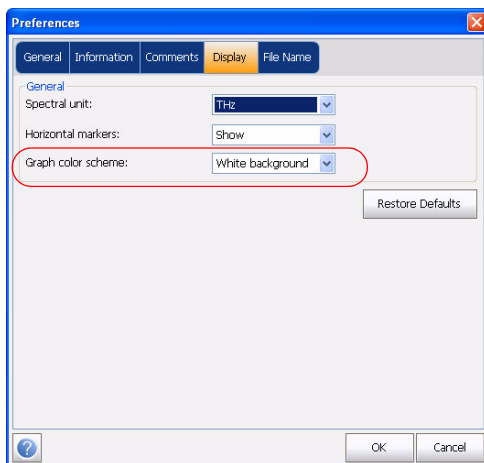 Preferences
General Information Comments Display File Name
General
Spectral unit: THz
Horizontal markers: Show
Graph color scheme: White background
Restore Defaults
? OK Cancel